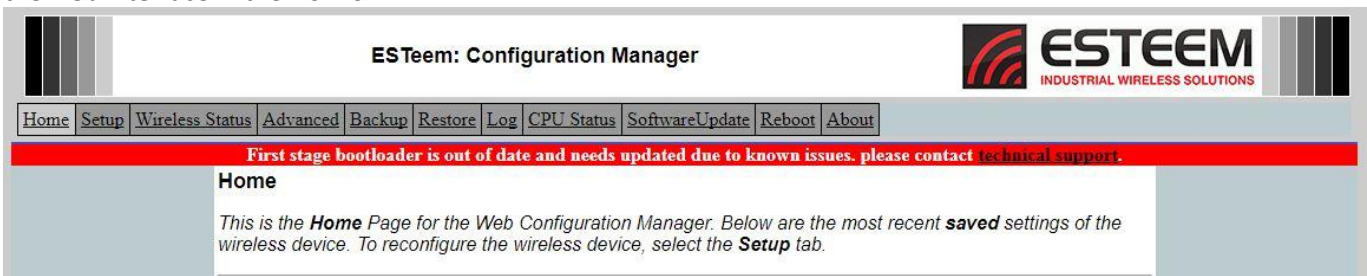 ESTeem: Configuration Manager
ESTEEM
INDUSTRIAL WIRELESS SOLUTIONS
Home Setup Wireless Status Advanced Backup Restore Log CPU Status SoftwareUpdate Reboot About
First stage bootloader is out of date and needs updated due to known issues. please contact technical support.
Home
This is the Home Page for the Web Configuration Manager. Below are the most recent saved settings of the
wireless device. To reconfigure the wireless device, select the Setup tab.